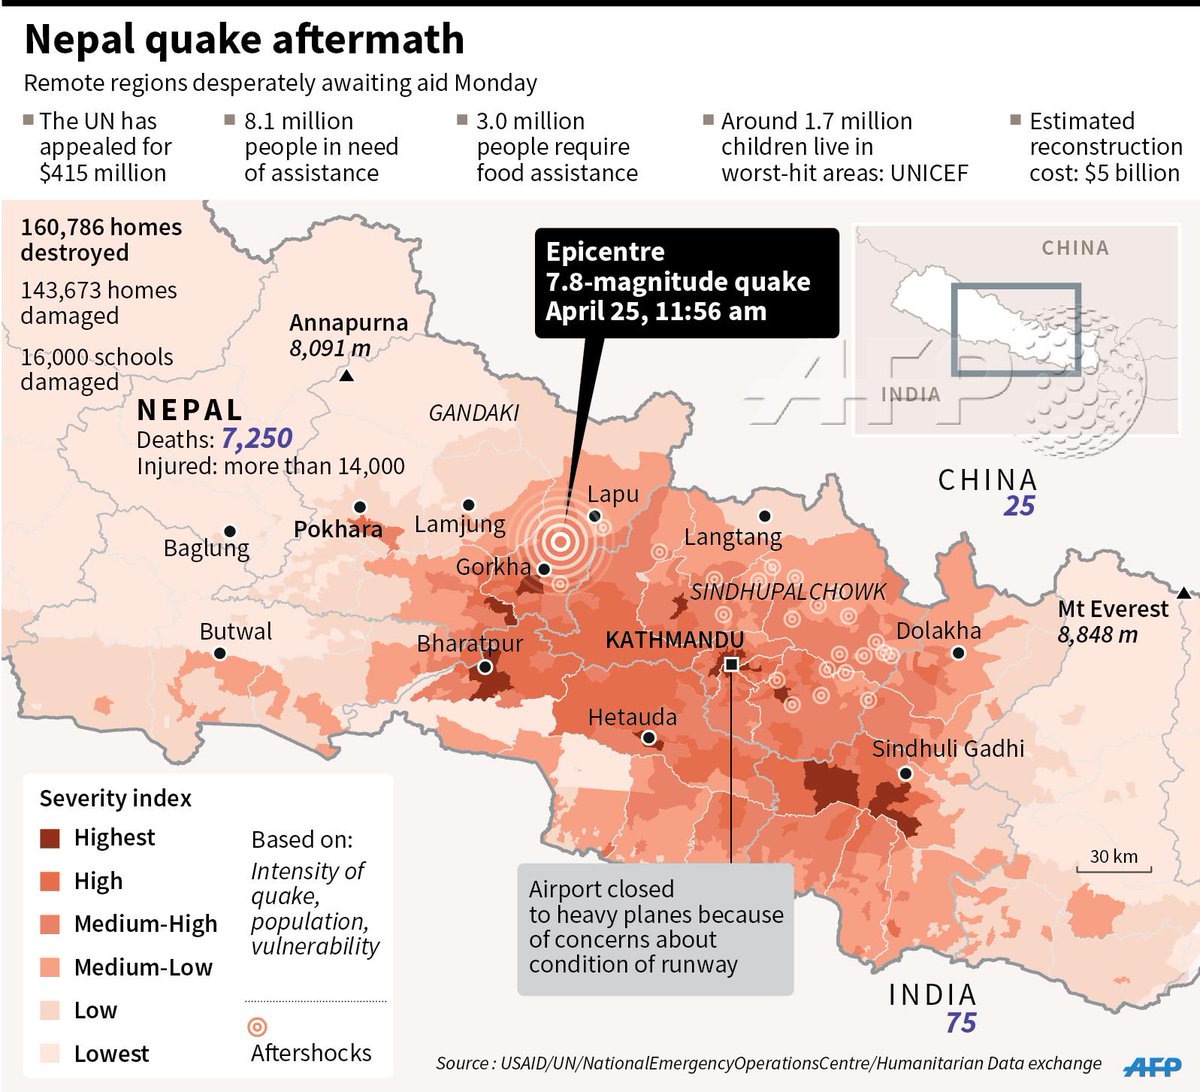 Nepal quake aftermath
Remote regions desperately awaiting aid Monday
The UN has
appealed for
$415 million
8.1 million
people in need
of assistance
3.0 million
people require
food assistance
Around 1.7 million
children live in
worst-hit areas: UNICEF
Estimated
reconstruction
cost: $5 billion
160,786 homes
destroyed
143,673 homes
damaged
16,000 schools
damaged
Epicentre
7.8-magnitude quake
April 25, 11:56 am
CHINA
INDIA
AFP
Annapurna
8,091 m
NEPAL
Deaths: 7,250
Injured: more than 14,000
GANDAKI
CHINA
25
Lapu
Pokhara
Lamjung
Langtang
Baglung
Gorkha
SINDHUPALCHOWK
Mt Everest
8,848 m
Butwal
Bharatpur
KATHMANDU
Dolakha
Hetauda
Sindhuli Gadhi
30 km
Severity index
Highest
High
Medium-High
Medium-Low
Low
Lowest
Based on:
Intensity of
quake,
population,
vulnerability
Aftershocks
Airport closed
to heavy planes because
of concerns about
condition of runway
INDIA
75
Source : USAID/UN/NationalEmergencyOperationsCentre/Humanitarian Data exchange
AFP